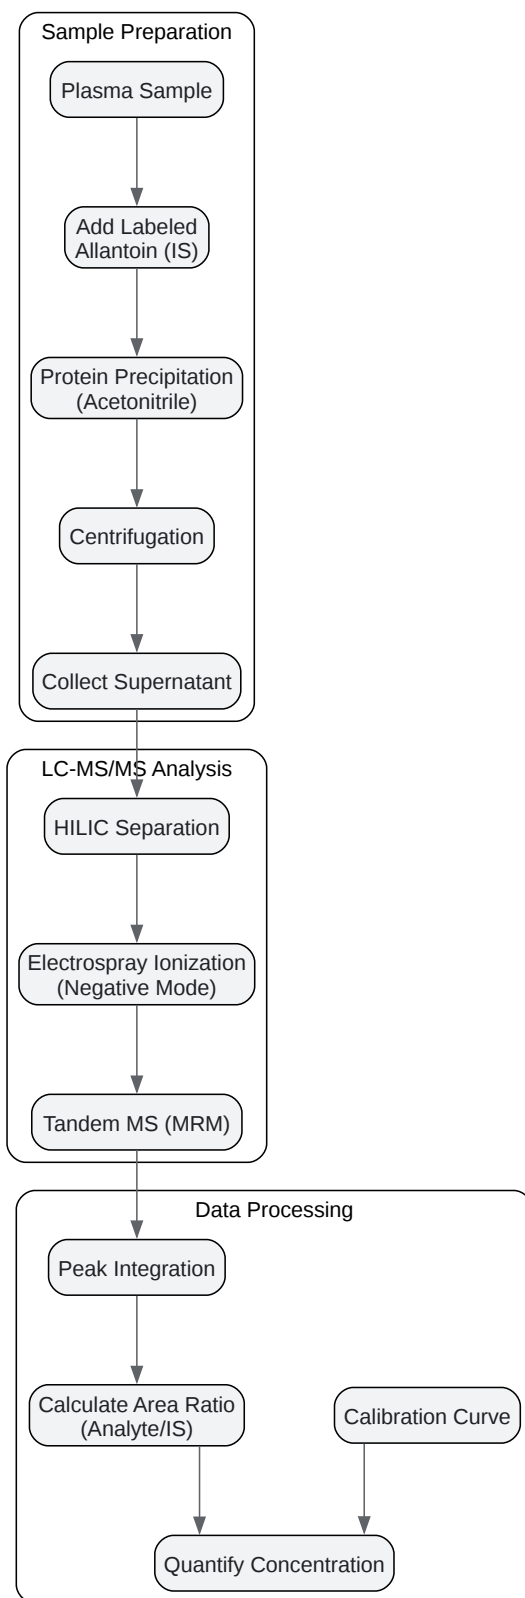 Sample Preparation
Plasma Sample
Add Labeled
Allantoin (IS)
Protein Precipitation
(Acetonitrile)
Centrifugation
Collect Supernatant
LC-MS/MS Analysis
HILIC Separation
Electrospray Ionization
(Negative Mode)
Tandem MS (MRM)
Data Processing
Peak Integration
Calculate Area Ratio
(Analyte/IS)
Calibration Curve
Quantify Concentration